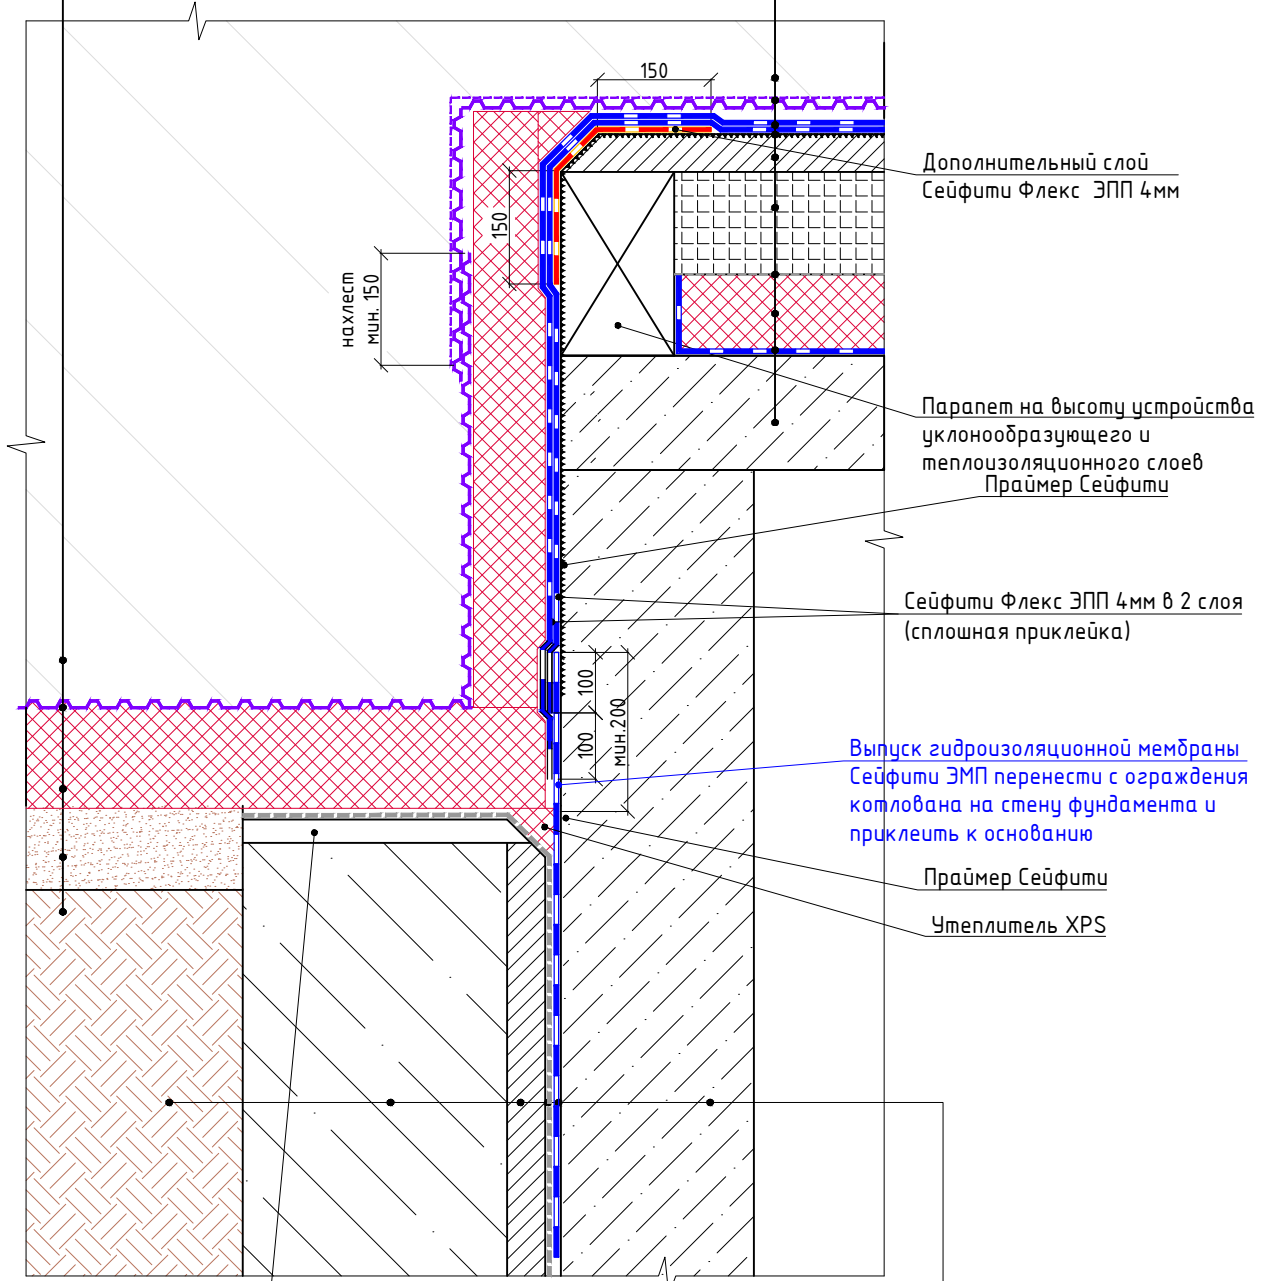 150
Дополнительный слой
Сейфити Флекс ЭПП 4мм
150
нахлест
мин. 150
Парапет на высоту устройства
уклонообразующего и
теплоизоляционного слоев
Праймер Сейфити
Сейфити Флекс ЭПП 4мм в 2 слоя
(сплошная приклейка)
100
100
мин.200
Выпуск гидроизоляционной мембраны
Сейфити ЭМП перенести с ограждения
котлована на стену фундамента и
приклеить к основанию
Праймер Сейфити
Утеплитель XPS